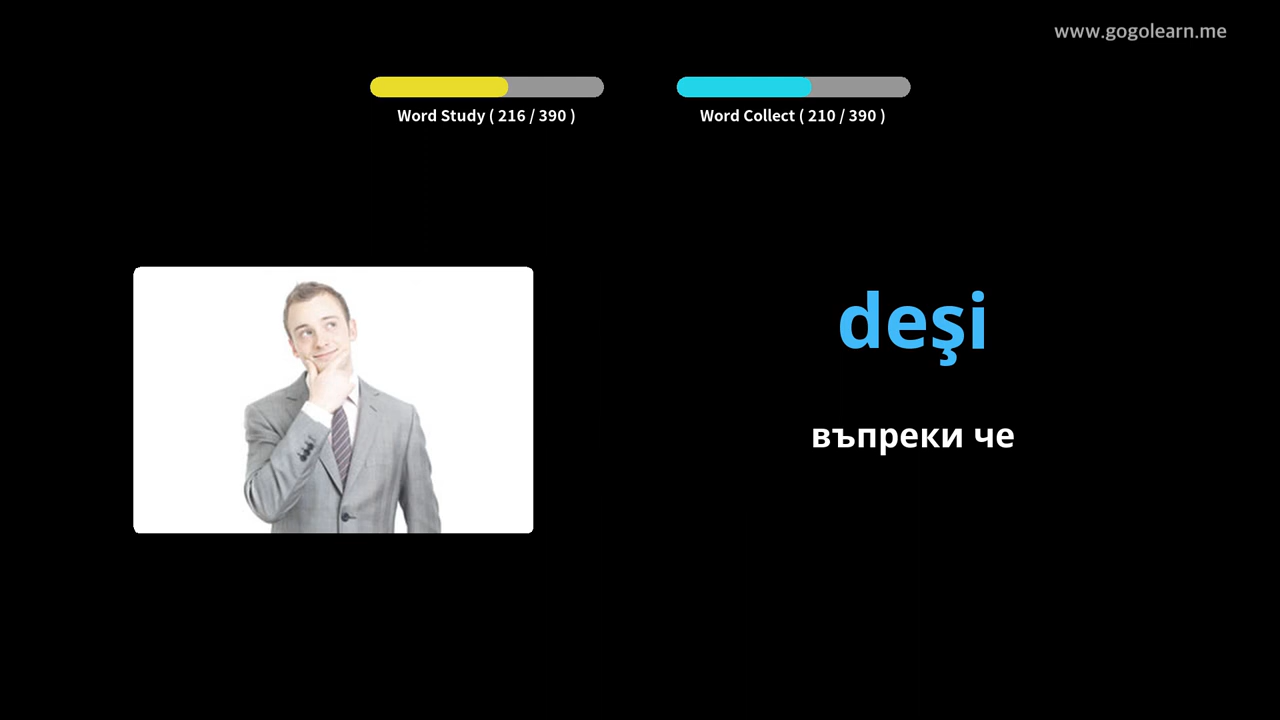 www.gogolearn.me
Word Study ( 216 / 390 )
Word Collect ( 210 / 390 )
deşi
въпреки че